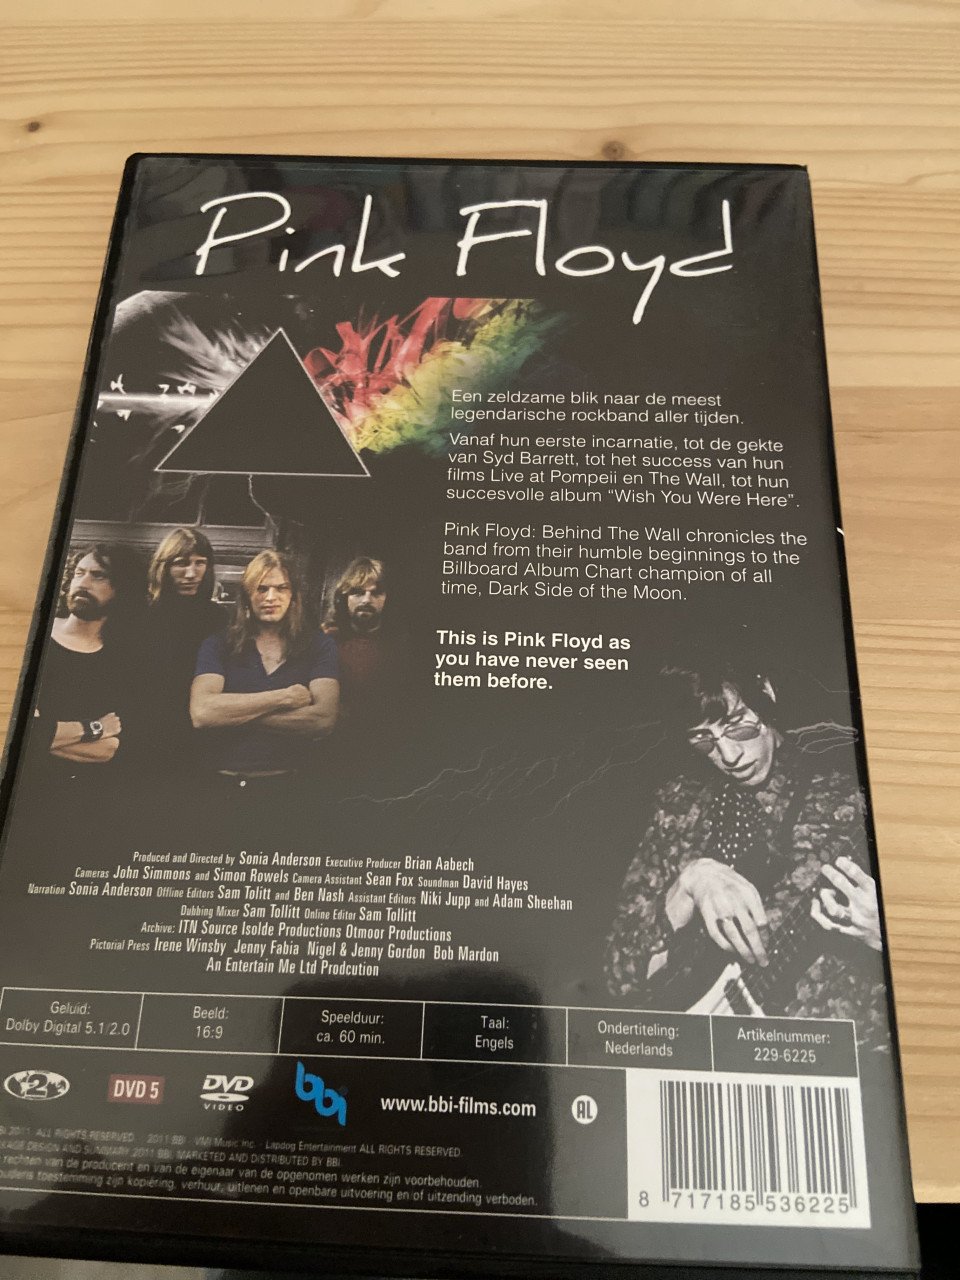 Pink Floyd
Een zeldzame blik naar de meest
legendarische rockband aller tijden.
Vanaf hun eerste incarnatie, tot de gekte
van Syd Barrett, tot het success van hun
films Live at Pompeii en The Wall, tot hun
succesvolle album "Wish You Were Here".
Pink Floyd: Behind The Wall chronicles the
band from their humble beginnings to the
Billboard Album Chart champion of all
time, Dark Side of the Moon.
This is Pink Floyd as
you have never seen
them before.
Produced and Directed by Sonia Anderson Executive Producer Brian Aabech
Cameras John Simmons and Simon Rowels Camera Assistant Sean Fox Soundman David Hayes
Narration Sonia Anderson Offline Editors Sam Tolitt and Ben Nash Assistant Editors Niki Jupp and Adam Sheehan
Dubbing Mixer Sam Tollitt Online Editor Sam Tollitt
Archive: ITN Source Isolde Productions Otmoor Productions
Pictorial Press Irene Winsby Jenny Fabia Nigel & Jenny Gordon Bob Mardon
An Entertain Me Ltd Prodcution
Geluid:
Dolby Digital 5.1/2.0
Beeld:
16:9
Speelduur:
ca. 60 min.
Taal:
Engels
Ondertiteling:
Nederlands
Artikelnummer:
229-6225
2
DVD 5
DVD
VIDEO
bbi
www.bbi-films.com
AL
2011. ALL RIGHTS RESERVED. 2011 BBI VMI Music Inc. - Lapdog Entertainment ALL RIGHTS RESERVED.
DESIGN AND SUMMARY 2011 BBI. MARKETED AND DISTRIBUTED BY BBI.
rechten van de producent en van de eigenaar van de opgenomen werken zijn voorbehouden.
toestemming zijn kopiëring, verhuur, uitlenen en openbare uitvoering en/of uitzending verboden.
8 717185 536225